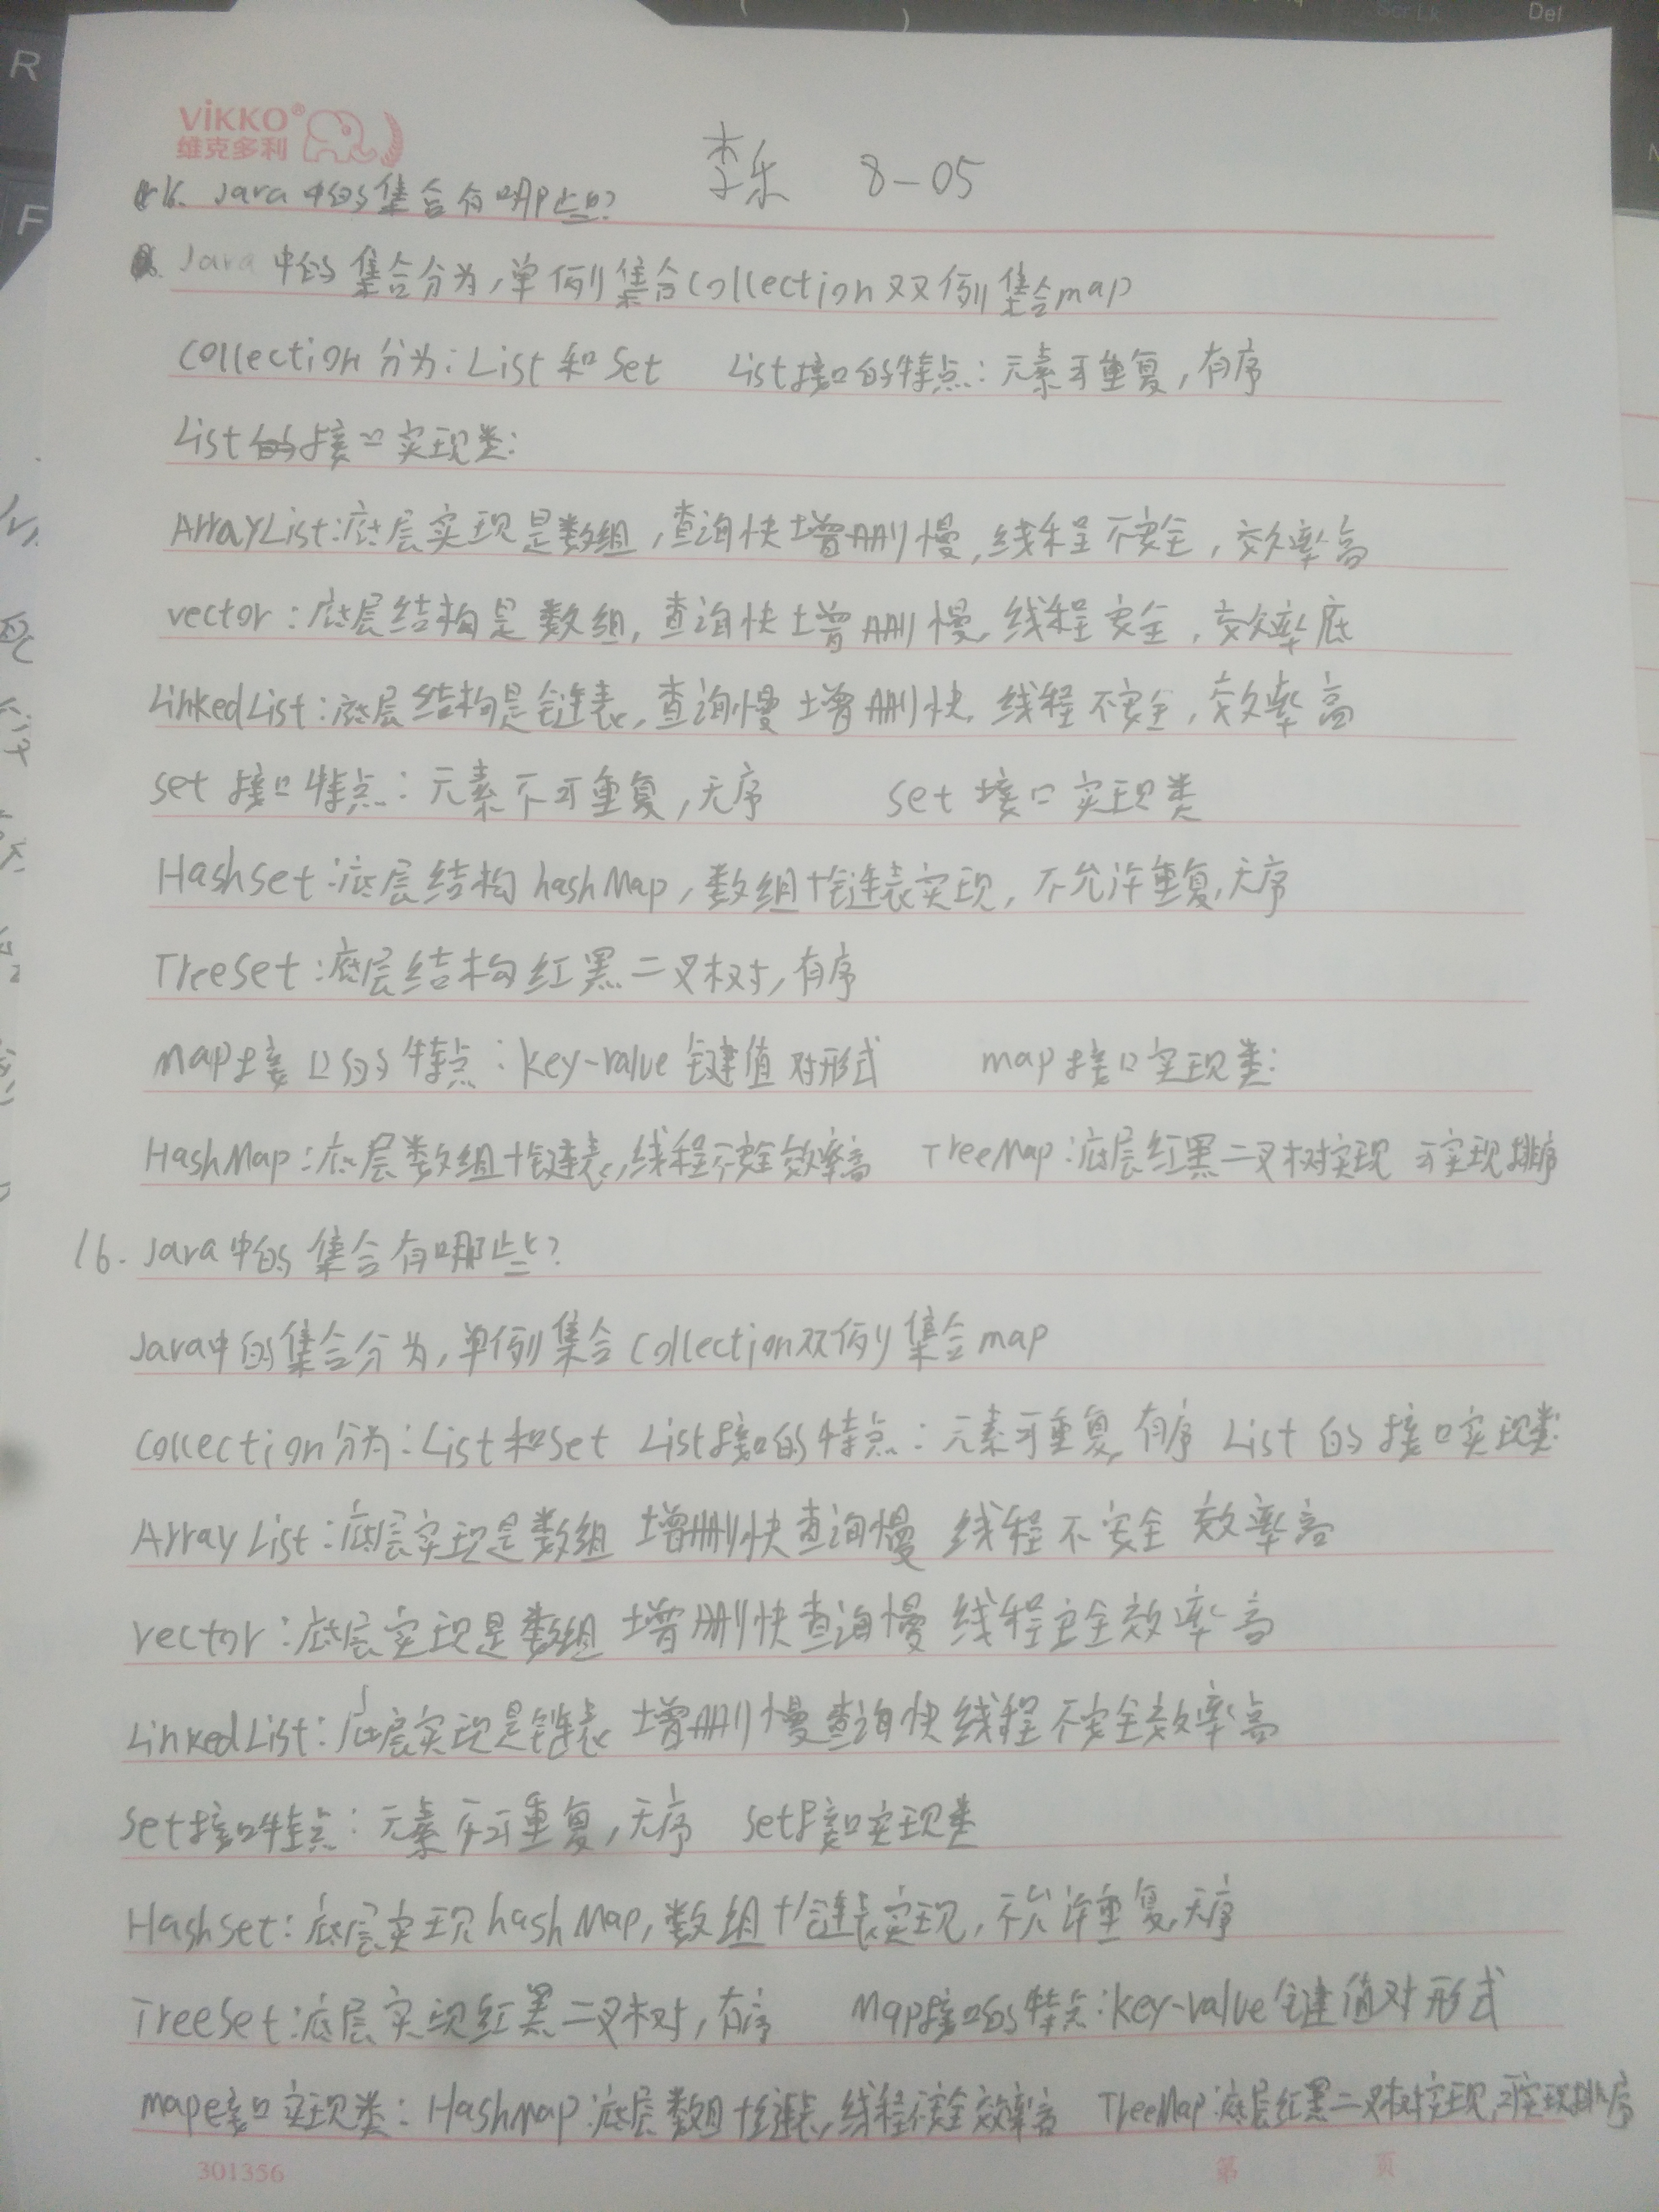 ViKKO®
维克多利
李乐 8-05
16. Java中的集合有哪些?
Java中的集合分为,单例集合Collection双例集合map
Collection分为:List和Set List接口的特点:元素可重复,有序
List的接口实现类:
ArrayList:底层实现是数组,查询快增删慢,线程不安全,效率高
vector:底层结构是数组,查询快增删慢,线程安全,效率底
LinkedList:底层结构是链表,查询慢增删快,线程不安全,效率高
set接口特点:元素不可重复,无序 set接口实现类
Hashset:底层结构hashMap,数组+链表实现,不允许重复,无序
TreeSet:底层结构红黑二叉树,有序
map接口的特点:key-value键值对形式 map接口实现类:
HashMap:底层数组+链表,线程不安全效率高 TreeMap:底层红黑二叉树实现 可实现排序
16. Java中的集合有哪些?
Java中的集合分为,单例集合Collection双例集合map
Collection分为:List和Set List接口的特点:元素可重复,有序 List的接口实现类:
ArrayList:底层实现是数组 增删快查询慢 线程不安全 效率高
vector:底层实现是数组 增删快查询慢 线程安全效率高
LinkedList:底层实现是链表 增删慢查询快 线程不安全效率高
set接口特点:元素不可重复,无序 set接口实现类
Hashset:底层实现hashMap,数组+链表实现,不允许重复,无序
TreeSet:底层实现红黑二叉树,有序 Map接口的特点:key-value键值对形式
map接口实现类:HashMap:底层数组+链表,线程不安全效率高 TreeMap:底层红黑二叉树实现,可实现排序
301356 第 页